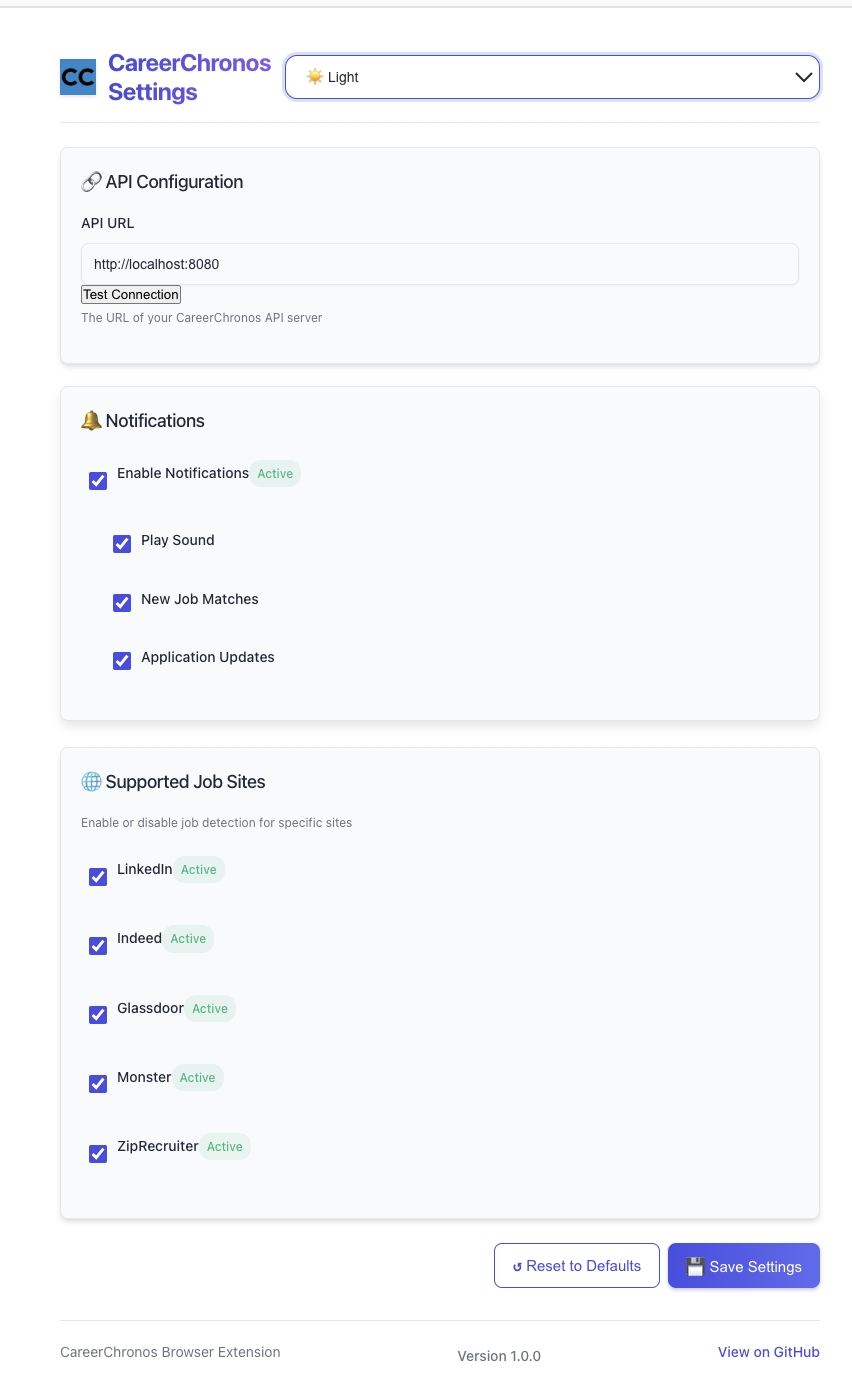 CC
CareerChronos
Settings
☀️ Light
🔗 API Configuration
API URL
http://localhost:8080
Test Connection
The URL of your CareerChronos API server
🔔 Notifications
Enable Notifications Active
Play Sound
New Job Matches
Application Updates
🌐 Supported Job Sites
Enable or disable job detection for specific sites
LinkedIn Active
Indeed Active
Glassdoor Active
Monster Active
ZipRecruiter Active
↺ Reset to Defaults
💾 Save Settings
CareerChronos Browser Extension
Version 1.0.0
View on GitHub